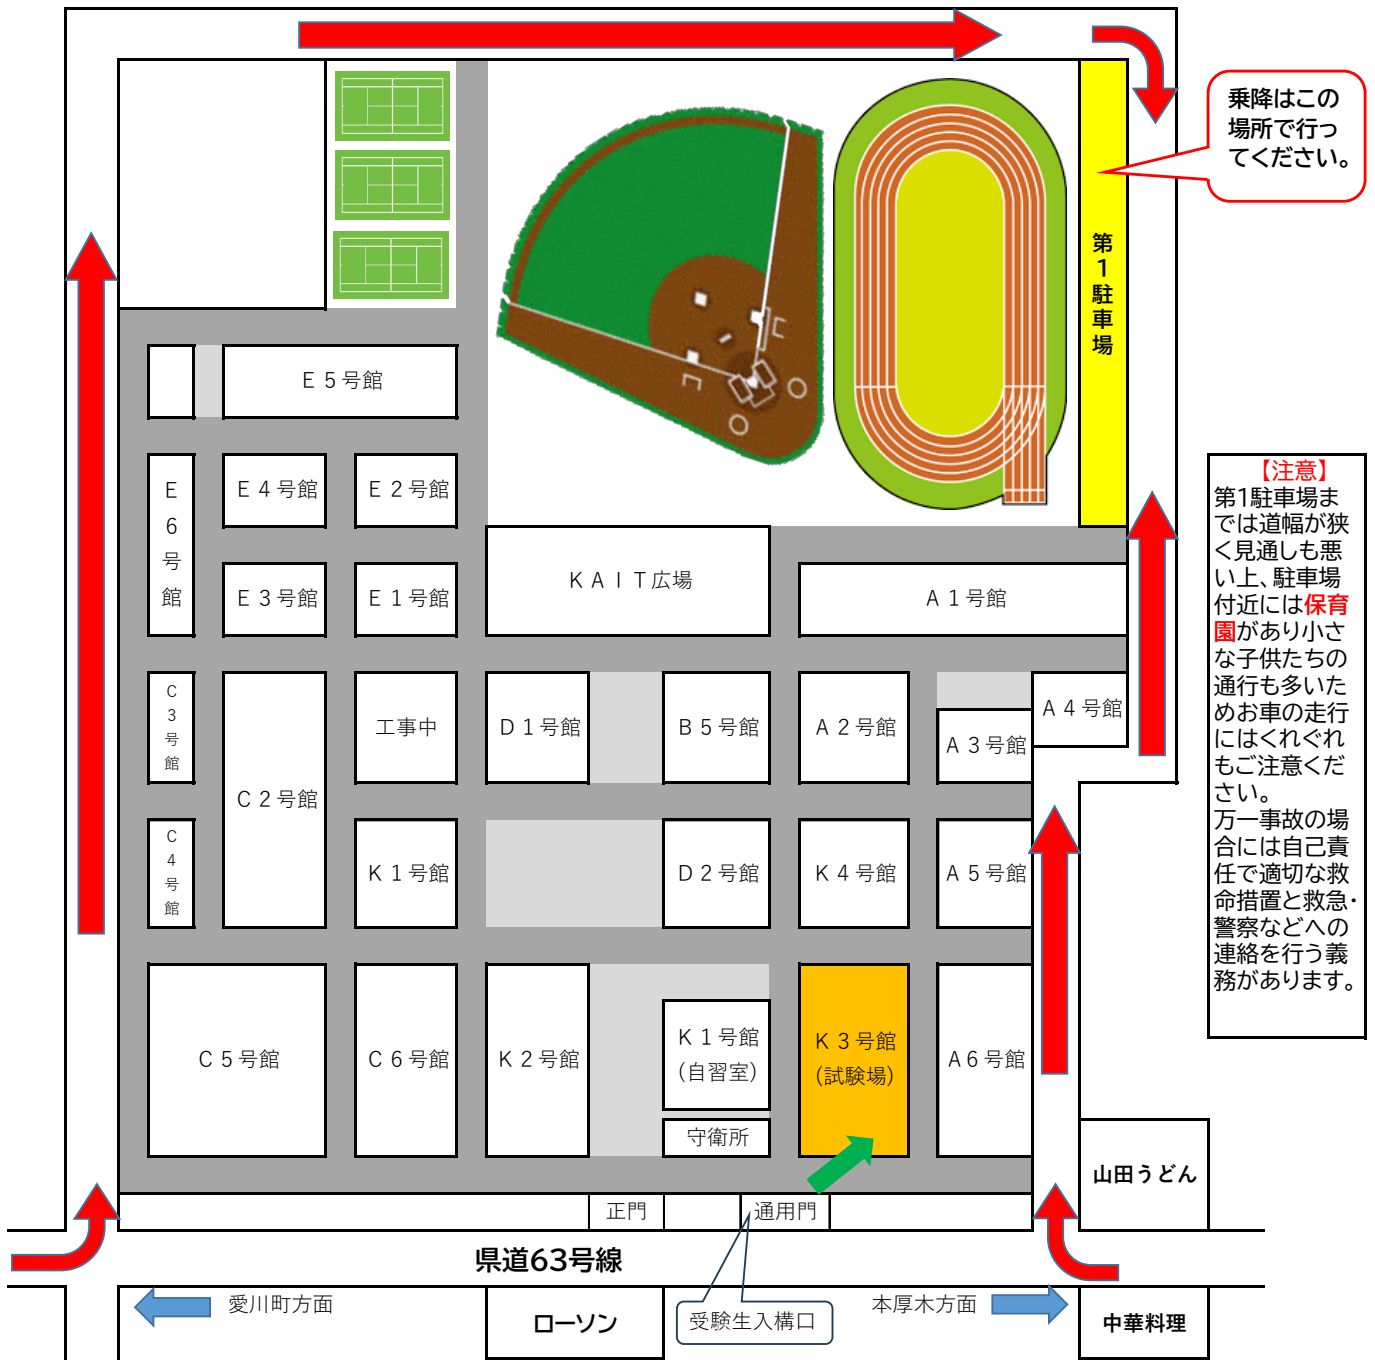 乗降はこの
場所で行っ
てください。
第1駐車場
E5号館
E6号館
E4号館
E2号館
E3号館
E1号館
KAIT広場
A1号館
【注意】
第1駐車場ま
では道幅が狭
く見通しも悪
い上、駐車場
付近には保育
園があり小さ
な子供たちの
通行も多いた
めお車の走行
にはくれぐれ
もご注意くだ
さい。
万一事故の場
合には自己責
任で適切な救
命措置と救急・
警察などへの
連絡を行う義
務があります。
C3号館
C2号館
工事中
D1号館
B5号館
A2号館
A3号館
A4号館
C4号館
K1号館
D2号館
K4号館
A5号館
C5号館
C6号館
K2号館
K1号館
(自習室)
守衛所
K3号館
(試験場)
A6号館
山田うどん
正門
通用門
県道63号線
愛川町方面
ローソン
受験生入構口
本厚木方面
中華料理